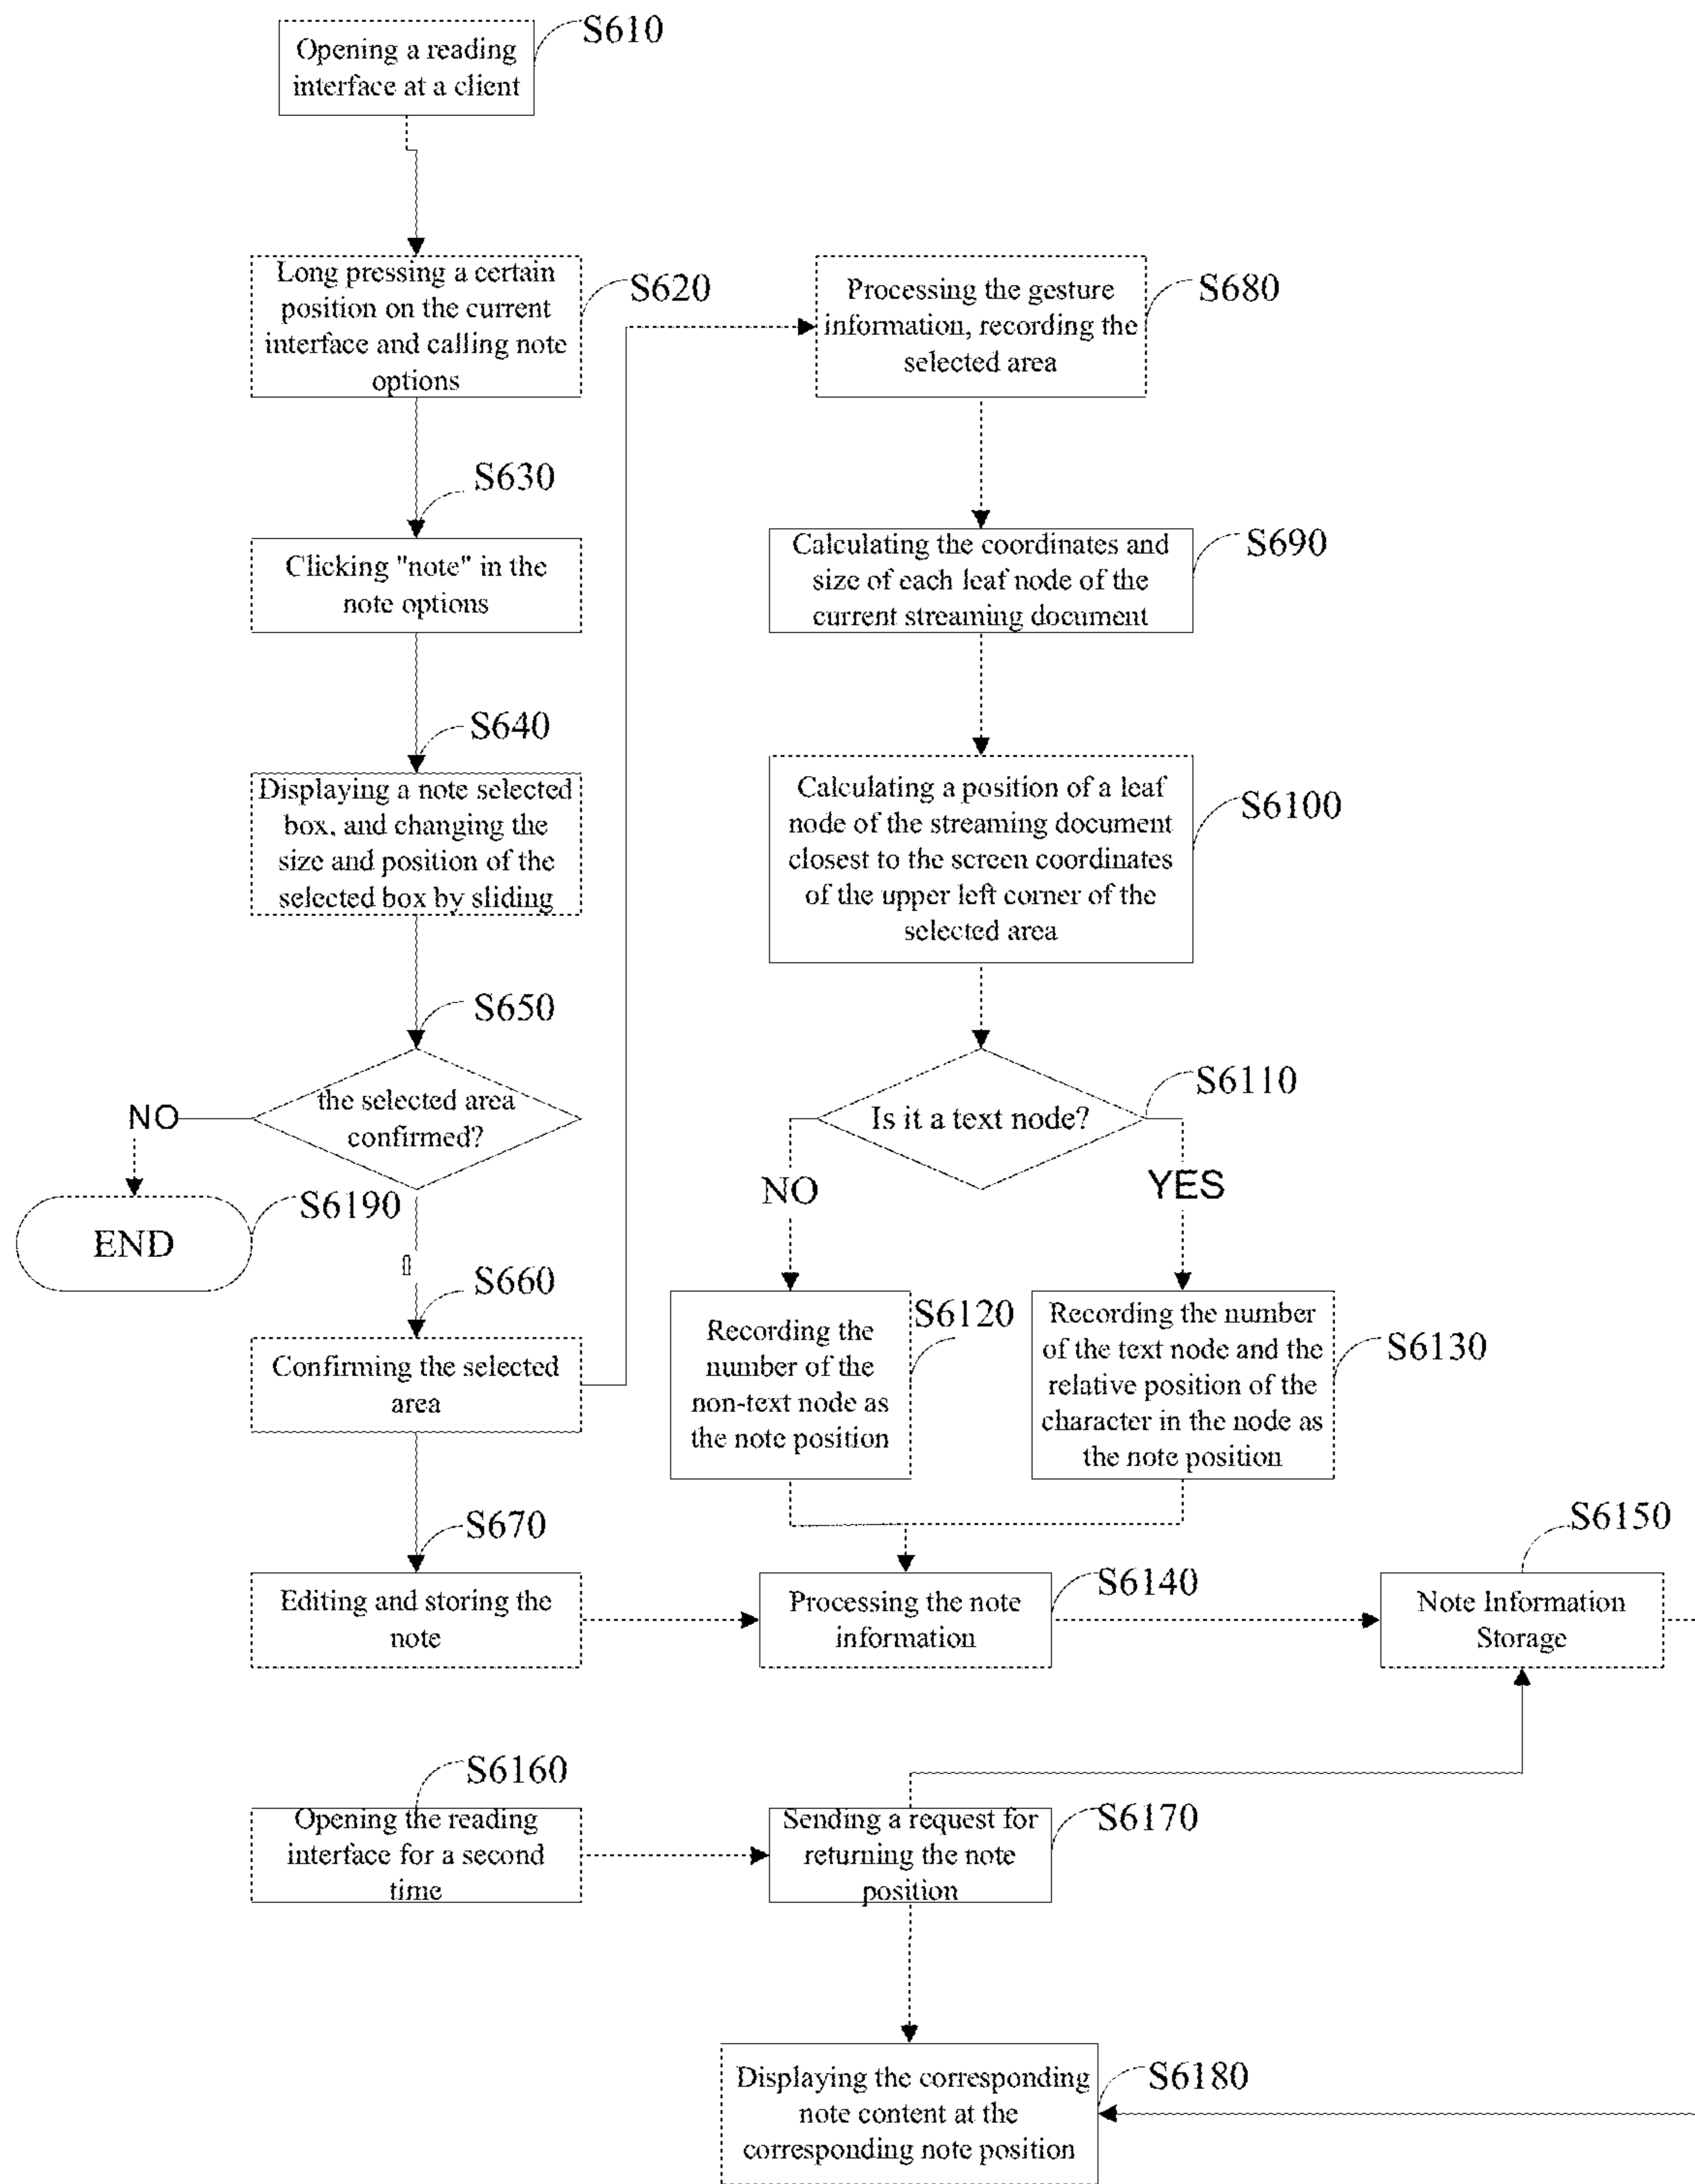 S610
Opening a reading
interface at a client
S620
Long pressing a certain
position on the current
interface and calling note
options
S630
Clicking "note" in the
note options
S640
Displaying a note selected
box, and changing the
size and position of the
selected box by sliding
S650
the selected area
confirmed?
NO
S6190
END
S660
Confirming the selected
area
S670
Editing and storing the
note
S680
Processing the gesture
information, recording the
selected area
S690
Calculating the coordinates and
size of each leaf node of the
current streaming document
S6100
Calculating a position of a leaf
node of the streaming document
closest to the screen coordinates
of the upper left corner of the
selected area
S6110
Is it a text node?
NO
YES
S6120
Recording the
number of the
non-text node as
the note position
S6130
Recording the number
of the text node and the
relative position of the
character in the node as
the note position
S6140
Processing the note
information
S6150
Note Information
Storage
S6160
Opening the reading
interface for a second
time
S6170
Sending a request for
returning the note
position
S6180
Displaying the corresponding
note content at the
corresponding note position